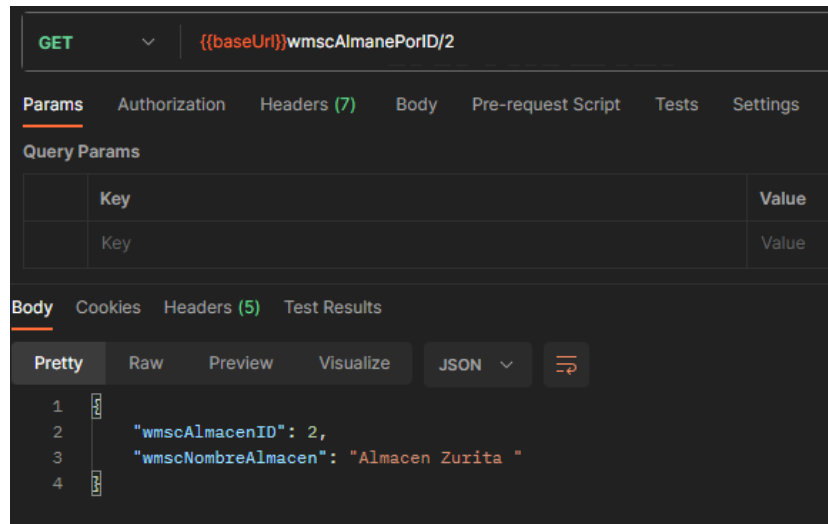 GET {{baseUrl}}wmscAlmanePorID/2
Params Authorization Headers (7) Body Pre-request Script Tests Settings
Query Params
Key Value
Key Value
Body Cookies Headers (5) Test Results
Pretty Raw Preview Visualize JSON
1 {
2 "wmscAlmacenID": 2,
3 "wmscNombreAlmacen": "Almacen Zurita "
4 }